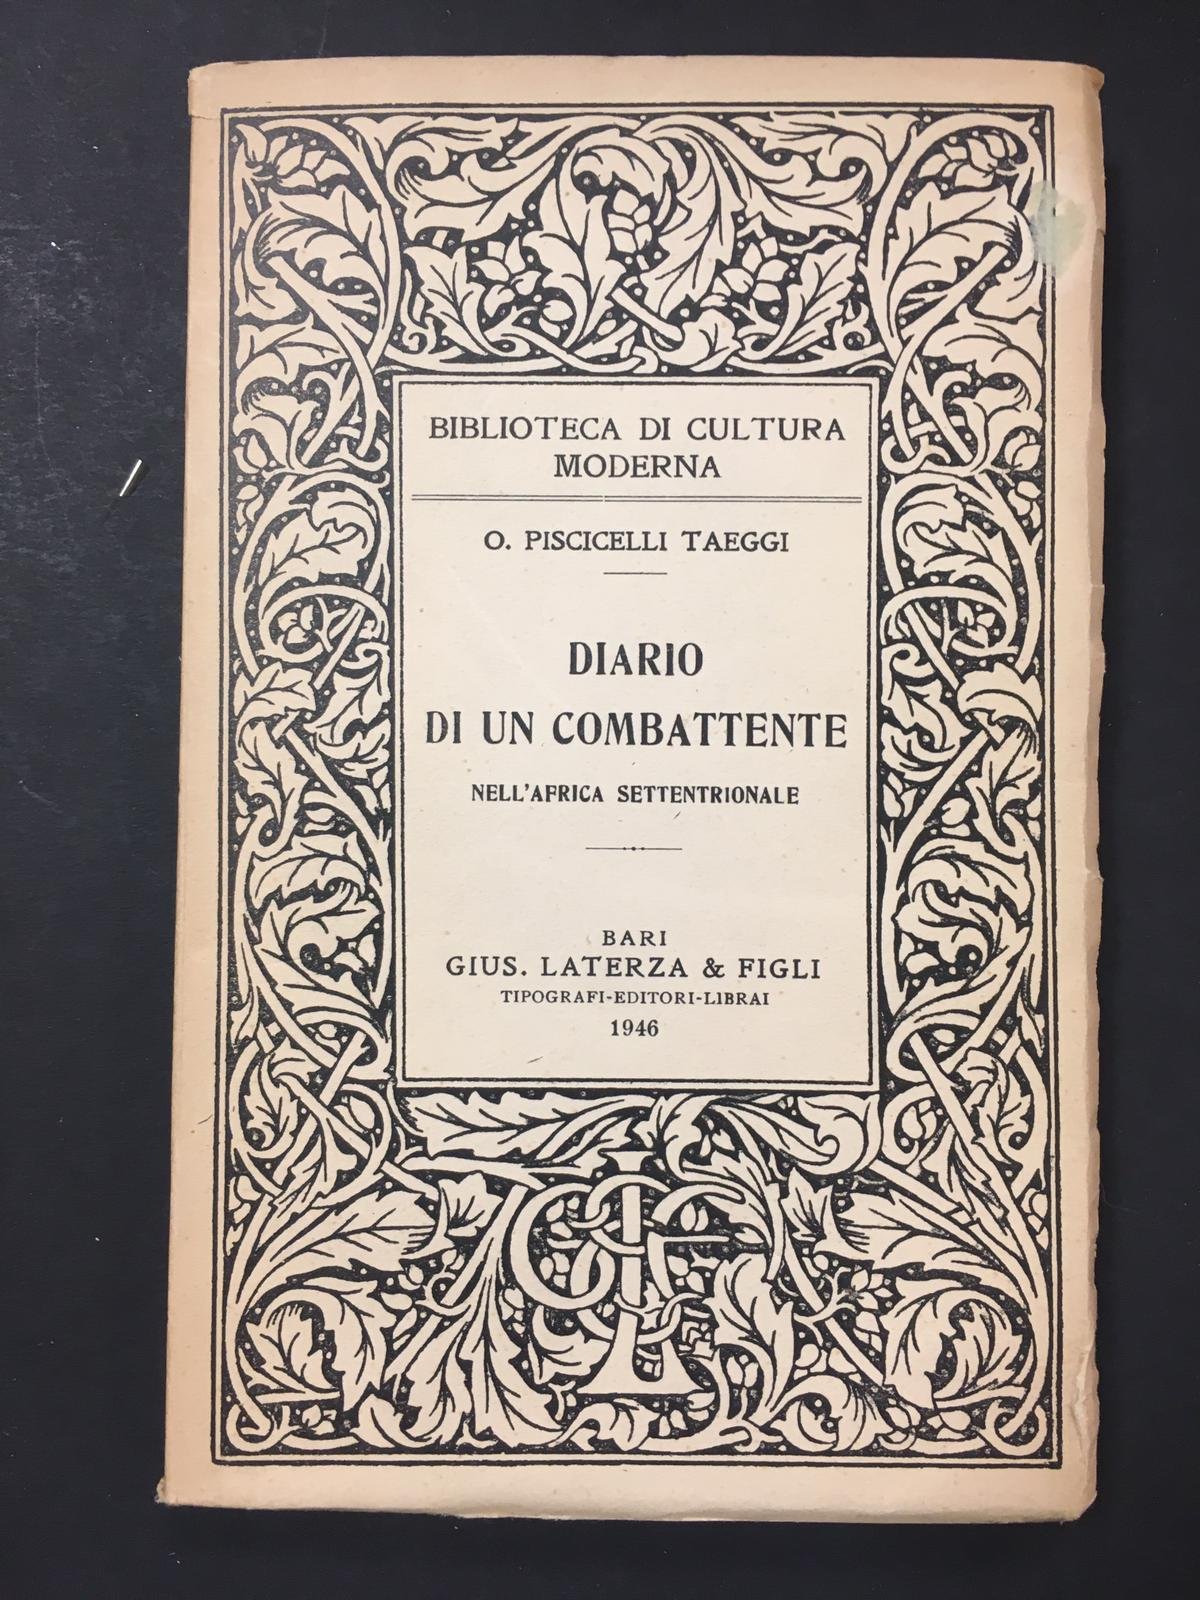 BIBLIOTECA DI CULTURA
MODERNA
O. PISCICELLI TAEGGI
DIARIO
DI UN COMBATTENTE
NELL'AFRICA SETTENTRIONALE
BARI
GIUS. LATERZA & FIGLI
TIPOGRAFI-EDITORI-LIBRAI
1946